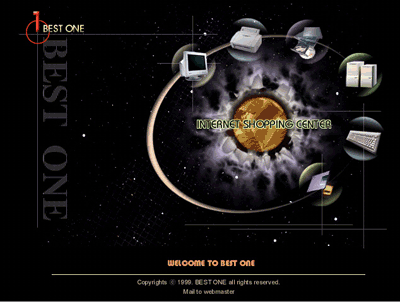 1 BEST ONE
BEST ONE
INTERNET SHOPPING CENTER
WELCOME TO BEST ONE
Copyrights ⓒ 1999. BEST ONE all rights reserved.
Mail to webmaster